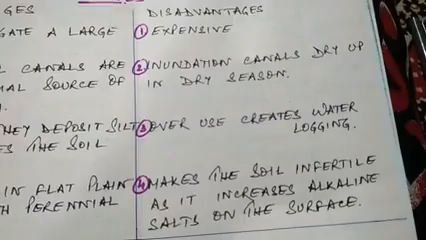 GES
GATE A LARGE
CANALS ARE
SOURCE OF
THEY DEPOSIT SILT
THE SOIL
IN FLAT PLAIN
PERENNIAL
DISADVANTAGES
① EXPENSIVE
② INUNDATION CANALS DRY UP
IN DRY SEASON.
③ OVER USE CREATES WATER
LOGGING.
④ MAKES THE SOIL INFERTILE
AS IT INCREASES ALKALINE
SALTS ON THE SURFACE.